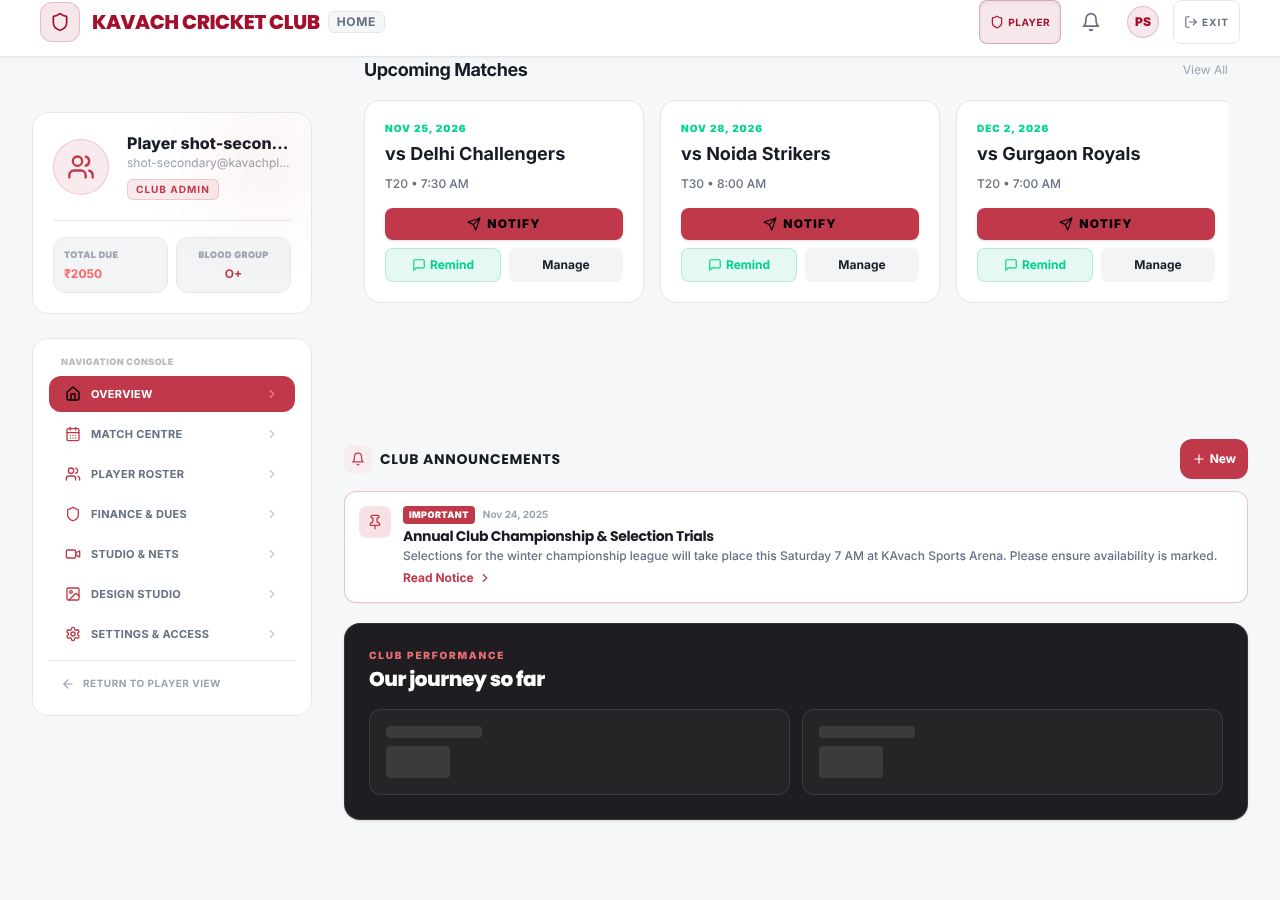 KAVACH CRICKET CLUB HOME
PLAYER
PS
EXIT
Player shot-secon...
shot-secondary@kavachpl...
CLUB ADMIN
TOTAL DUE
₹2050
BLOOD GROUP
O+
NAVIGATION CONSOLE
OVERVIEW
MATCH CENTRE
PLAYER ROSTER
FINANCE & DUES
STUDIO & NETS
DESIGN STUDIO
SETTINGS & ACCESS
RETURN TO PLAYER VIEW
Upcoming Matches
View All
NOV 25, 2026
vs Delhi Challengers
T20 • 7:30 AM
NOTIFY
Remind
Manage
NOV 28, 2026
vs Noida Strikers
T30 • 8:00 AM
NOTIFY
Remind
Manage
DEC 2, 2026
vs Gurgaon Royals
T20 • 7:00 AM
NOTIFY
Remind
Manage
CLUB ANNOUNCEMENTS
New
IMPORTANT Nov 24, 2025
Annual Club Championship & Selection Trials
Selections for the winter championship league will take place this Saturday 7 AM at KAvach Sports Arena. Please ensure availability is marked.
Read Notice
CLUB PERFORMANCE
Our journey so far